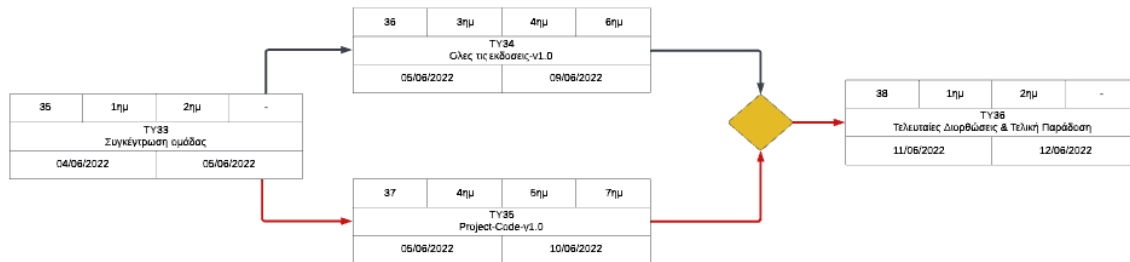 36 3ημ 4ημ 6ημ
ΤΥ34
Ολες τις εκδοσεις-v1.0
05/06/2022 09/06/2022
35 1ημ 2ημ -
ΤΥ33
Συγκέντρωση ομάδας
04/06/2022 05/06/2022
38 1ημ 2ημ -
ΤΥ36
Τελευταίες Διορθώσεις & Τελική Παράδοση
11/06/2022 12/06/2022
37 4ημ 5ημ 7ημ
ΤΥ35
Project-Code-v1.0
05/06/2022 10/06/2022